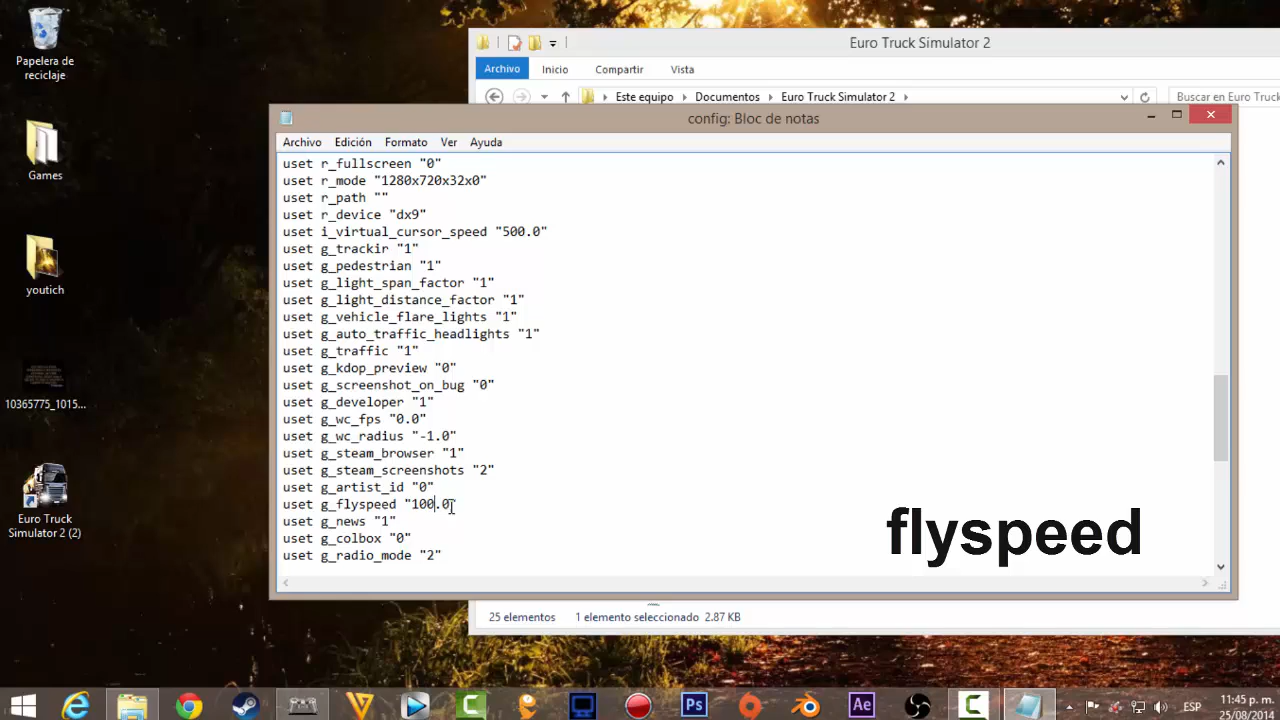 Papelera de
reciclaje
Games
youtich
10365775_1015...
Euro Truck
Simulator 2 (2)
Euro Truck Simulator 2
Archivo Inicio Compartir Vista
Este equipo Documentos Euro Truck Simulator 2
Buscar en Euro Truck
config: Bloc de notas
Archivo Edición Formato Ver Ayuda
uset r_fullscreen "0"
uset r_mode "1280x720x32x0"
uset r_path ""
uset r_device "dx9"
uset i_virtual_cursor_speed "500.0"
uset g_trackir "1"
uset g_pedestrian "1"
uset g_light_span_factor "1"
uset g_light_distance_factor "1"
uset g_vehicle_flare_lights "1"
uset g_auto_traffic_headlights "1"
uset g_traffic "1"
uset g_kdop_preview "0"
uset g_screenshot_on_bug "0"
uset g_developer "1"
uset g_wc_fps "0.0"
uset g_wc_radius "-1.0"
uset g_steam_browser "1"
uset g_steam_screenshots "2"
uset g_artist_id "0"
uset g_flyspeed "100.0"
uset g_news "1"
uset g_colbox "0"
uset g_radio_mode "2"
flyspeed
25 elementos 1 elemento seleccionado 2.87 KB
Ps
Ae
ESP
11:45 p. m.
25/08/2014